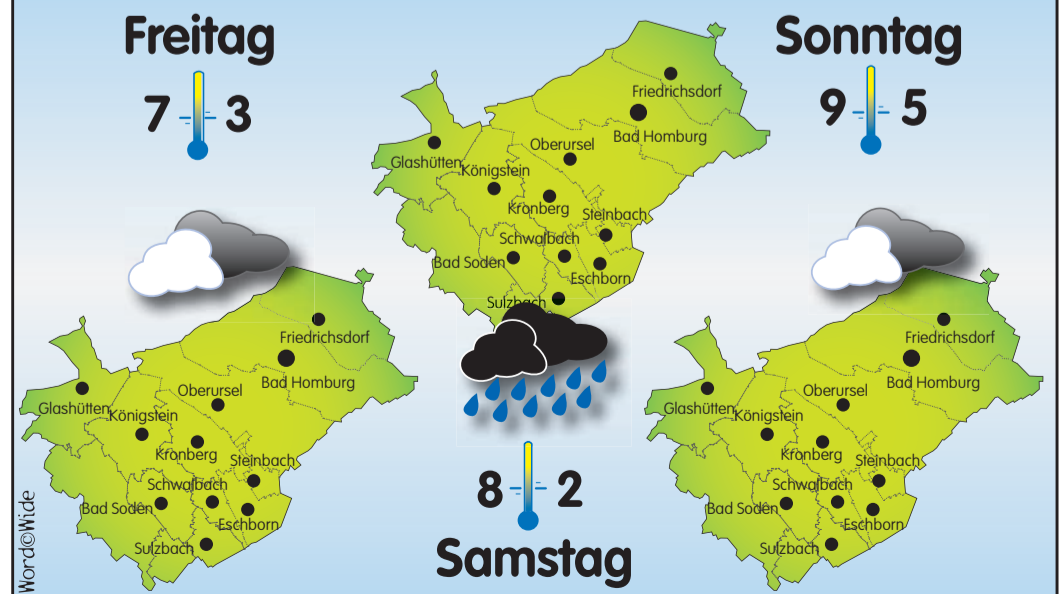 Freitag
7 3
Friedrichsdorf
Bad Homburg
Glashütten
Oberursel
Königstein
Kronberg
Steinbach
Schwalbach
Bad Soden
Eschborn
Sulzbach
Friedrichsdorf
Bad Homburg
Oberursel
Glashütten
Königstein
Kronberg
Steinbach
Schwalbach
Bad Soden
Eschborn
Sulzbach
8 2
Samstag
Sonntag
9 5
Friedrichsdorf
Bad Homburg
Glashütten
Oberursel
Königstein
Kronberg
Steinbach
Schwalbach
Bad Soden
Eschborn
Sulzbach
Word©Wide